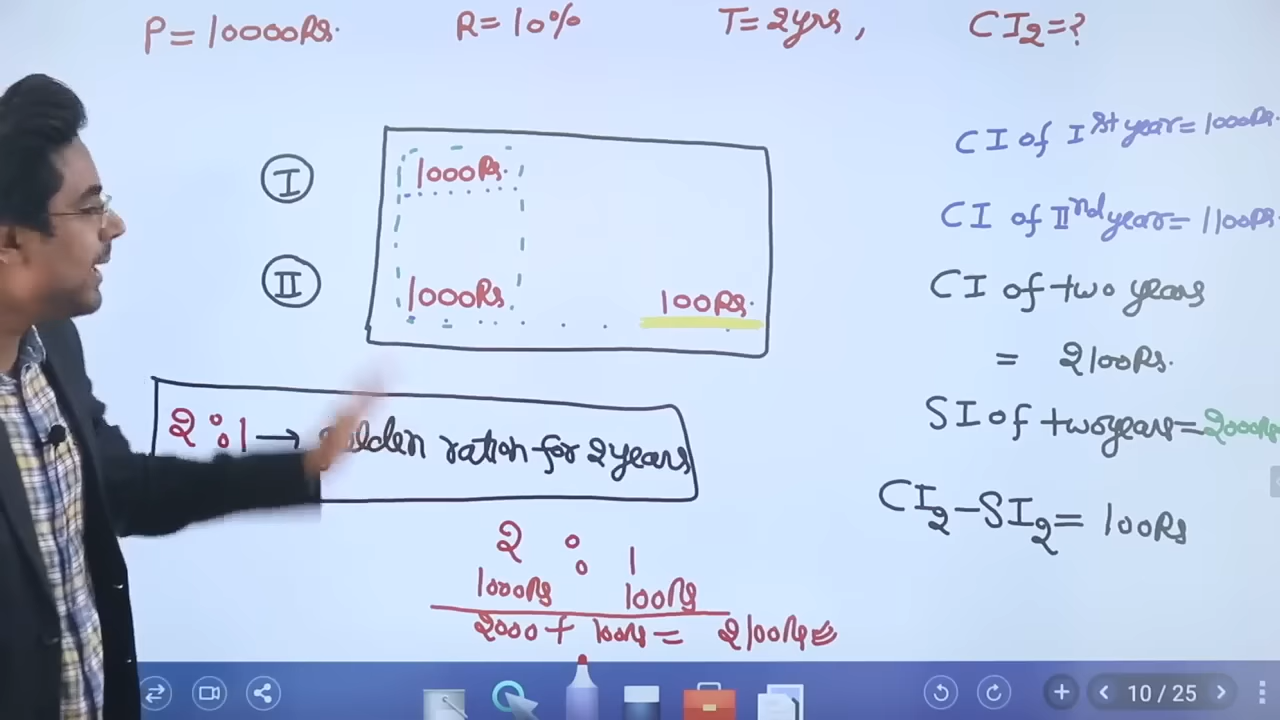 P = 10000Rs. R = 10% T = 2yrs, CI2 = ?
CI of Ist year = 1000Rs.
CI of IInd year = 1100Rs.
CI of two years
= 2100Rs.
SI of two years = 2000Rs
CI2 - SI2 = 100Rs
I 1000Rs.
II 1000Rs. 100Rs.
2:1 → golden ration for 2 years
2 : 1
1000Rs 100Rs
2000 + 100Rs = 2100Rs
10 / 25